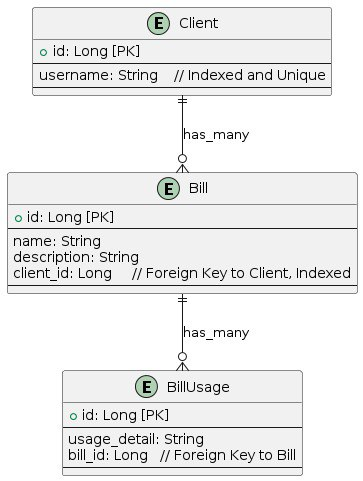 E Client
id: Long [PK]
username: String // Indexed and Unique
has_many
E Bill
id: Long [PK]
name: String
description: String
client_id: Long // Foreign Key to Client, Indexed
has_many
E BillUsage
id: Long [PK]
usage_detail: String
bill_id: Long // Foreign Key to Bill